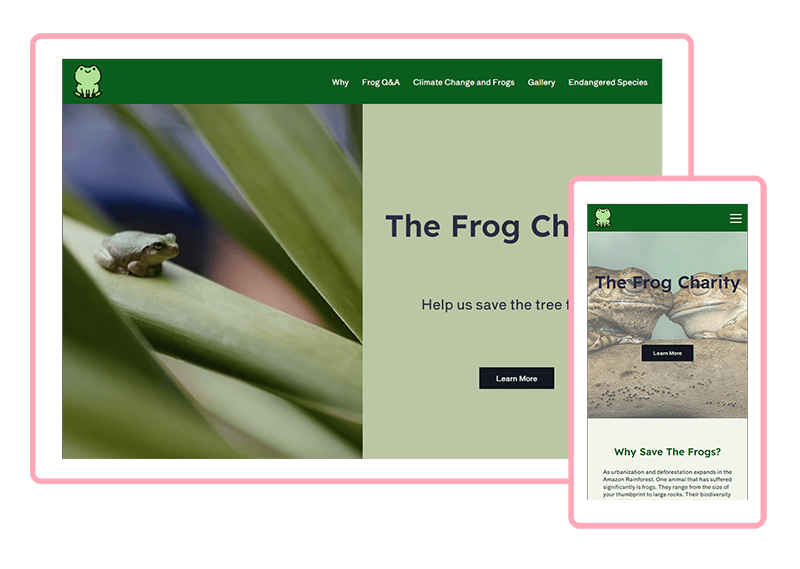 Why Frog Q&A Climate Change and Frogs Gallery Endangered Species
The Frog Ch
Help us save the tree
Learn More
The Frog Charity
Learn More
Why Save The Frogs?
As urbanization and deforestation expands in the
Amazon Rainforest. One animal that has suffered
significantly is frogs. They range from the size of
your thumbprint to large rocks. Their biodiversity